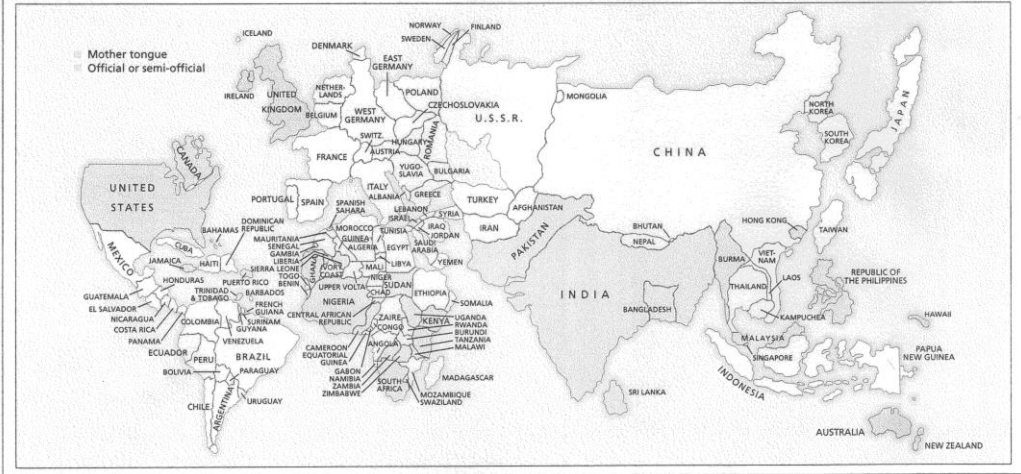 Mother tongue
Official or semi-official
ICELAND
NORWAY
FINLAND
SWEDEN
DENMARK
EAST
GERMANY
NETHER-
LANDS
POLAND
IRELAND
UNITED
KINGDOM
BELGIUM
WEST
GERMANY
CZECHOSLOVAKIA
U.S.S.R.
MONGOLIA
NORTH
KOREA
SOUTH
KOREA
JAPAN
CHINA
SWITZ.
HUNGARY
AUSTRIA
ROMANIA
FRANCE
YUGO-
SLAVIA
BULGARIA
CANADA
UNITED
STATES
PORTUGAL
SPAIN
ITALY
ALBANIA
GREECE
TURKEY
AFGHANISTAN
SPANISH
SAHARA
LEBANON
ISRAEL
SYRIA
IRAQ
JORDAN
IRAN
PAKISTAN
BHUTAN
NEPAL
HONG KONG
TAIWAN
BAHAMAS
DOMINICAN
REPUBLIC
MAURITANIA
SENEGAL
GAMBIA
LIBERIA
SIERRA LEONE
TOGO
BENIN
MOROCCO
GUINEA
ALGERIA
TUNISIA
EGYPT
SAUDI
ARABIA
YEMEN
LIBYA
MEXICO
CUBA
JAMAICA
HAITI
PUERTO RICO
HONDURAS
TRINIDAD
& TOBAGO
BARBADOS
GHANA
IVORY
COAST
MALI
NIGER
CHAD
SUDAN
UPPER VOLTA
NIGERIA
ETHIOPIA
SOMALIA
GUATEMALA
EL SALVADOR
NICARAGUA
COSTA RICA
PANAMA
FRENCH
GUIANA
SURINAM
GUYANA
COLOMBIA
VENEZUELA
CENTRAL AFRICAN
REPUBLIC
ZAIRE
CONGO
KENYA
UGANDA
RWANDA
BURUNDI
TANZANIA
MALAWI
ANGOLA
CAMEROON
EQUATORIAL
GUINEA
GABON
NAMIBIA
ZAMBIA
ZIMBABWE
SOUTH
AFRICA
MOZAMBIQUE
SWAZILAND
MADAGASCAR
ECUADOR
PERU
BRAZIL
BOLIVIA
PARAGUAY
CHILE
ARGENTINA
URUGUAY
INDIA
BANGLADESH
SRI LANKA
BURMA
VIET-
NAM
LAOS
THAILAND
KAMPUCHEA
REPUBLIC OF
THE PHILIPPINES
HAWAII
MALAYSIA
SINGAPORE
INDONESIA
PAPUA
NEW GUINEA
AUSTRALIA
NEW ZEALAND